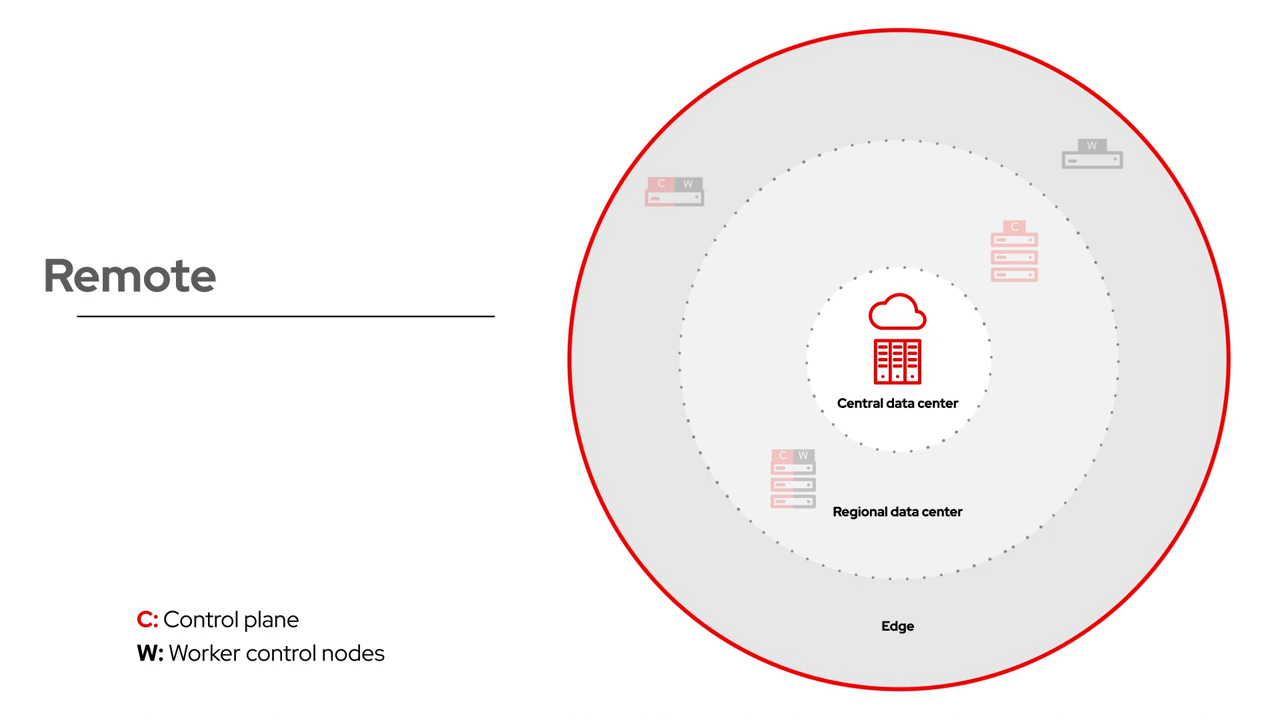 Remote
C: Control plane
W: Worker control nodes
W
C W
C
Central data center
C W
Regional data center
Edge